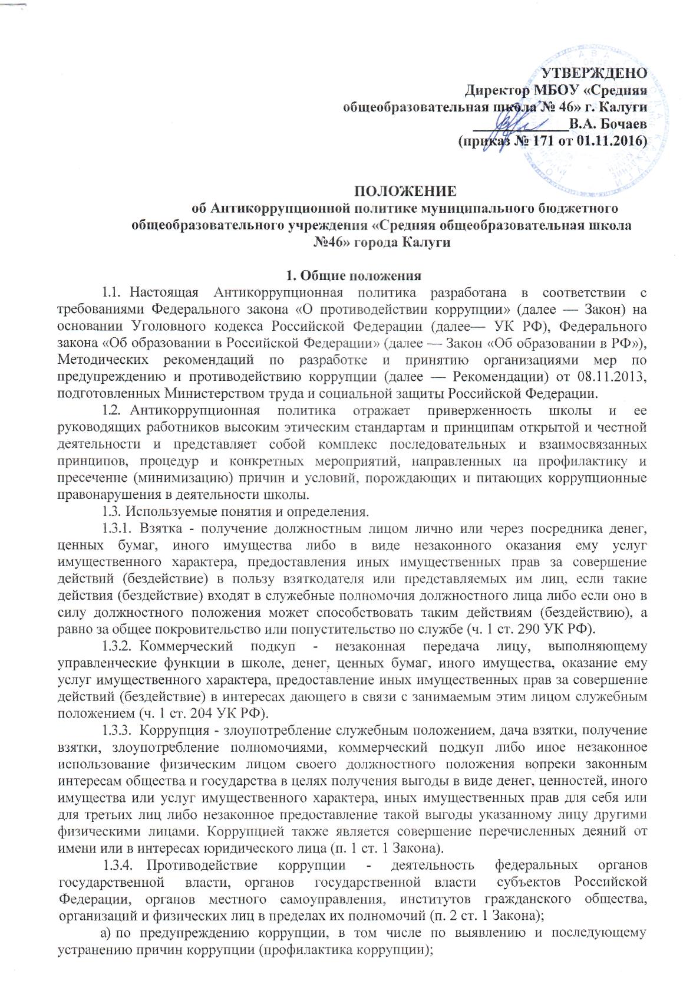 УТВЕРЖДЕНО
Директор МБОУ «Средняя
общеобразовательная школа № 46» г. Калуги
____________В.А. Бочаев
(приказ № 171 от 01.11.2016)
ПОЛОЖЕНИЕ
об Антикоррупционной политике муниципального бюджетного
общеобразовательного учреждения «Средняя общеобразовательная школа
№46» города Калуги
1. Общие положения
1.1. Настоящая Антикоррупционная политика разработана в соответствии с
требованиями Федерального закона «О противодействии коррупции» (далее — Закон) на
основании Уголовного кодекса Российской Федерации (далее— УК РФ), Федерального
закона «Об образовании в Российской Федерации» (далее — Закон «Об образовании в РФ»),
Методических рекомендаций по разработке и принятию организациями мер по
предупреждению и противодействию коррупции (далее — Рекомендации) от 08.11.2013,
подготовленных Министерством труда и социальной защиты Российской Федерации.
1.2. Антикоррупционная политика отражает приверженность школы и ее
руководящих работников высоким этическим стандартам и принципам открытой и честной
деятельности и представляет собой комплекс последовательных и взаимосвязанных
принципов, процедур и конкретных мероприятий, направленных на профилактику и
пресечение (минимизацию) причин и условий, порождающих и питающих коррупционные
правонарушения в деятельности школы.
1.3. Используемые понятия и определения.
1.3.1. Взятка - получение должностным лицом лично или через посредника денег,
ценных бумаг, иного имущества либо в виде незаконного оказания ему услуг
имущественного характера, предоставления иных имущественных прав за совершение
действий (бездействие) в пользу взяткодателя или представляемых им лиц, если такие
действия (бездействие) входят в служебные полномочия должностного лица либо если оно в
силу должностного положения может способствовать таким действиям (бездействию), а
равно за общее покровительство или попустительство по службе (ч. 1 ст. 290 УК РФ).
1.3.2. Коммерческий подкуп - незаконная передача лицу, выполняющему
управленческие функции в школе, денег, ценных бумаг, иного имущества, оказание ему
услуг имущественного характера, предоставление иных имущественных прав за совершение
действий (бездействие) в интересах дающего в связи с занимаемым этим лицом служебным
положением (ч. 1 ст. 204 УК РФ).
1.3.3. Коррупция - злоупотребление служебным положением, дача взятки, получение
взятки, злоупотребление полномочиями, коммерческий подкуп либо иное незаконное
использование физическим лицом своего должностного положения вопреки законным
интересам общества и государства в целях получения выгоды в виде денег, ценностей, иного
имущества или услуг имущественного характера, иных имущественных прав для себя или
для третьих лиц либо незаконное предоставление такой выгоды указанному лицу другими
физическими лицами. Коррупцией также является совершение перечисленных деяний от
имени или в интересах юридического лица (п. 1 ст. 1 Закона).
1.3.4. Противодействие коррупции - деятельность федеральных органов
государственной власти, органов государственной власти субъектов Российской
Федерации, органов местного самоуправления, институтов гражданского общества,
организаций и физических лиц в пределах их полномочий (п. 2 ст. 1 Закона);
а) по предупреждению коррупции, в том числе по выявлению и последующему
устранению причин коррупции (профилактика коррупции);